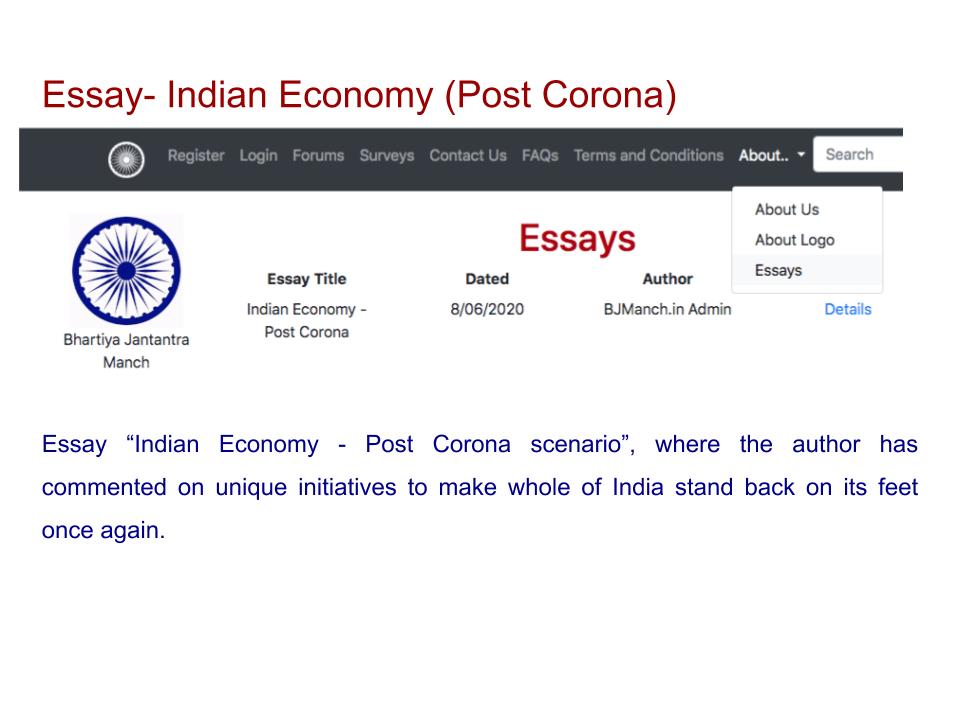 Essay- Indian Economy (Post Corona)
Register Login Forums Surveys Contact Us FAQs Terms and Conditions About.. Search
About Us
About Logo
Essays
Essays
Essay Title Dated Author
Indian Economy - 8/06/2020 BJManch.in Admin Details
Post Corona
Bhartiya Jantantra
Manch
Essay “Indian Economy - Post Corona scenario”, where the author has
commented on unique initiatives to make whole of India stand back on its feet
once again.